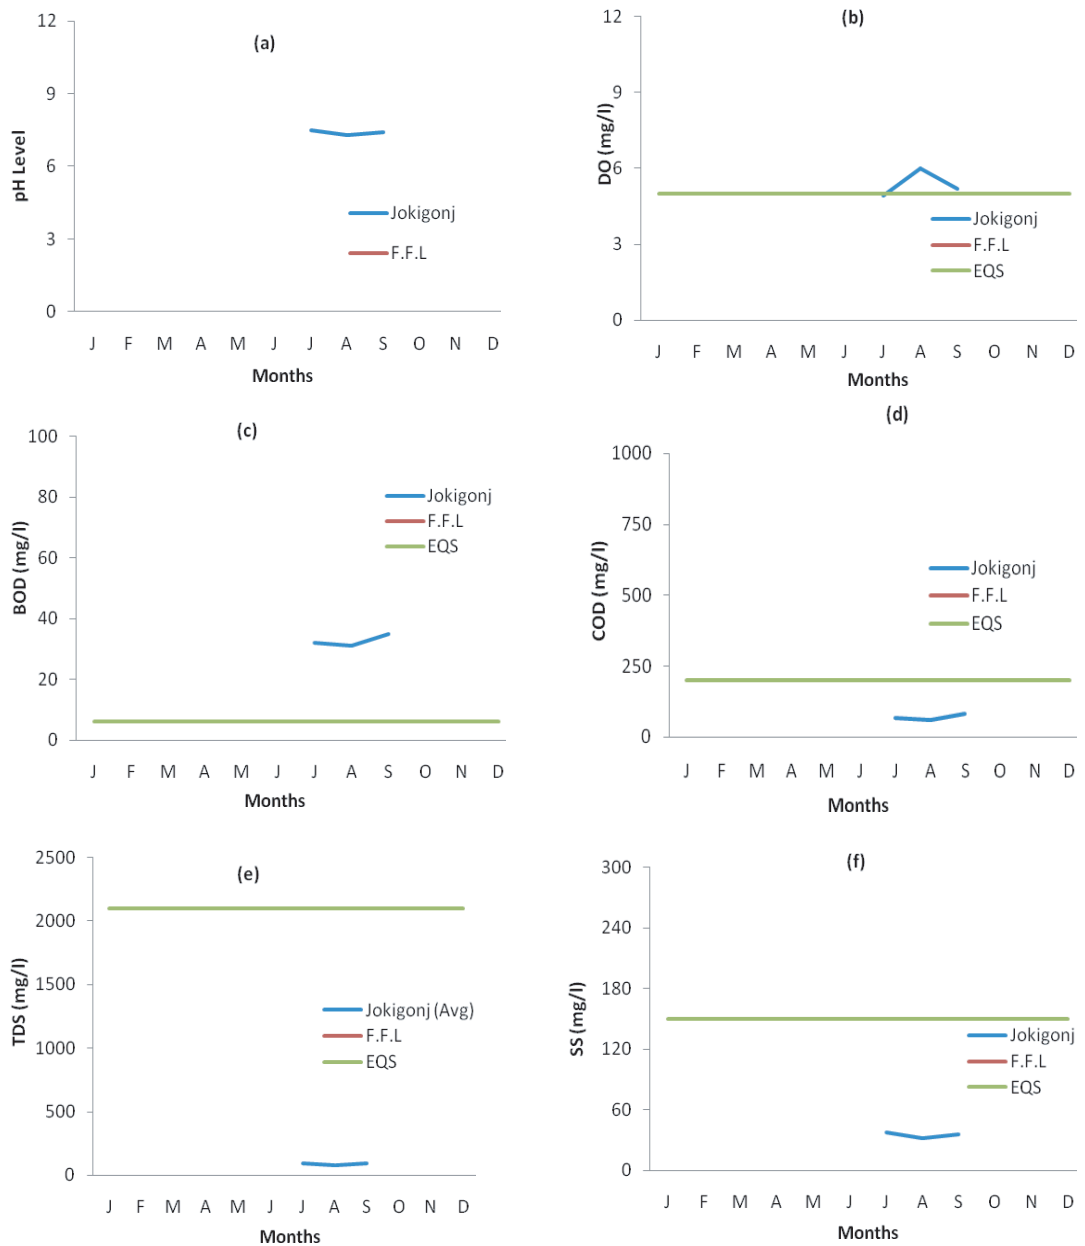 (a)
12
9
6
3
0
pH Level
Jokigonj
F.F.L
J F M A M J J A S O N D
Months
(b)
12
9
6
3
0
DO (mg/l)
Jokigonj
F.F.L
EQS
J F M A M J J A S O N D
Months
(c)
100
80
60
40
20
0
BOD (mg/l)
Jokigonj
F.F.L
EQS
J F M A M J J A S O N D
Months
(d)
1000
750
500
250
0
COD (mg/l)
Jokigonj
F.F.L
EQS
J F M A M J J A S O N D
Months
(e)
2500
2000
1500
1000
500
0
TDS (mg/l)
Jokigonj (Avg)
F.F.L
EQS
J F M A M J J A S O N D
Months
(f)
300
240
180
120
60
0
SS (mg/l)
Jokigonj
F.F.L
EQS
J F M A M J J A S O N D
Months